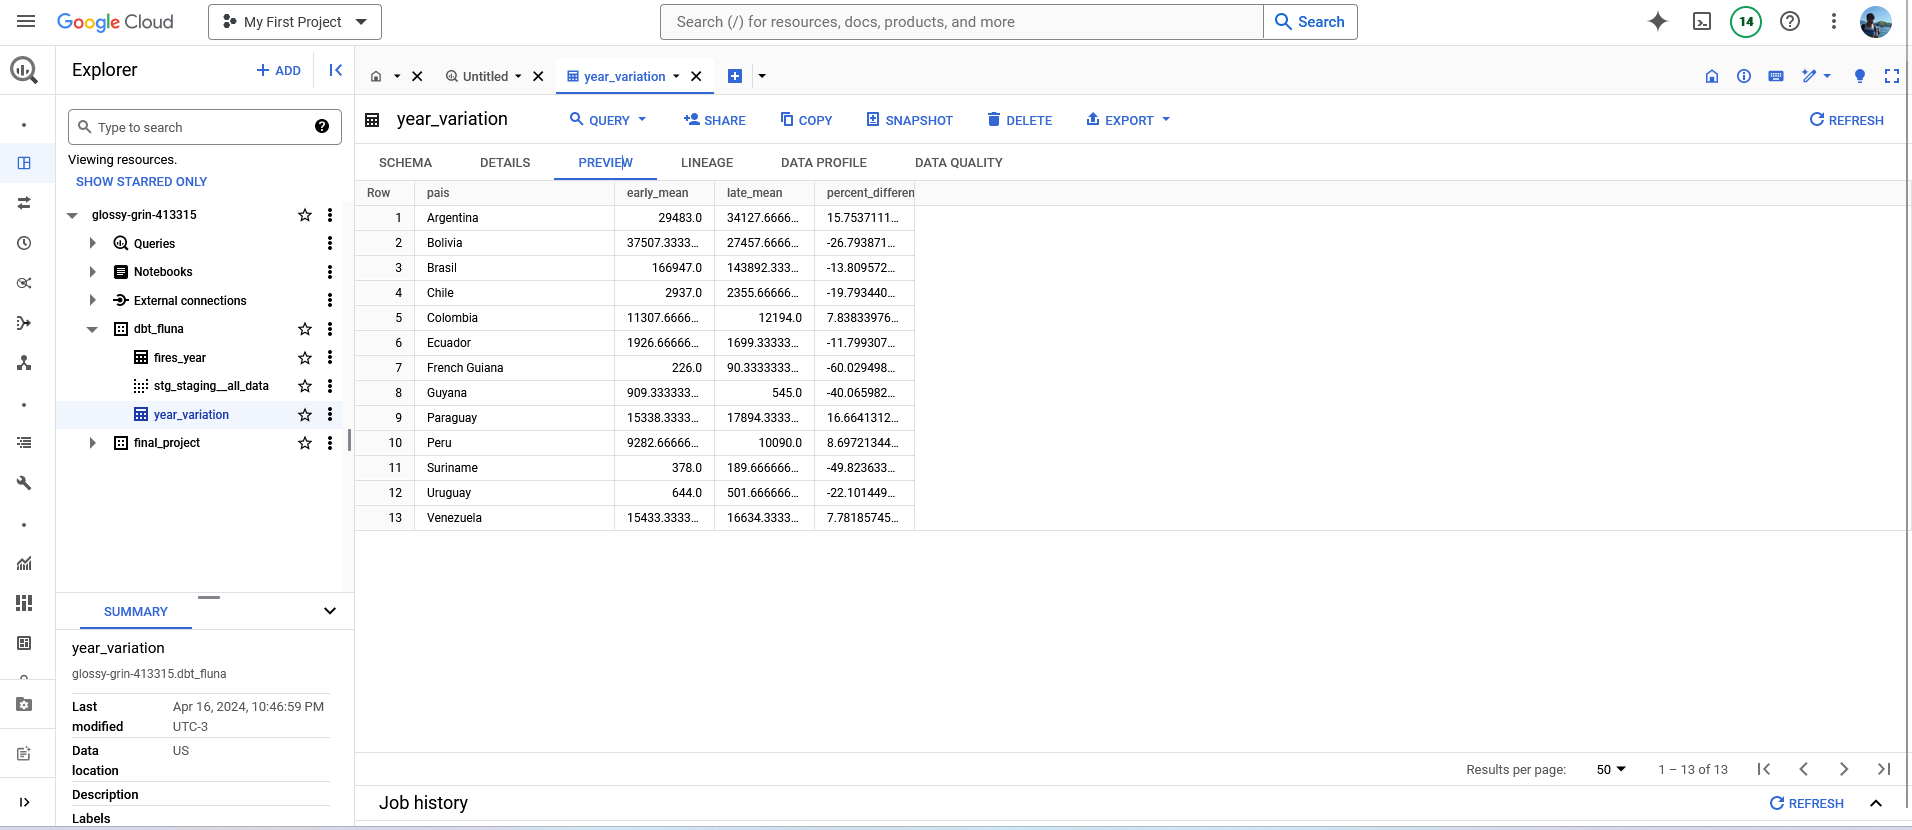 Google Cloud
My First Project
Search (/) for resources, docs, products, and more
Search
14
Explorer
ADD
Type to search
Viewing resources.
SHOW STARRED ONLY
glossy-grin-413315
Queries
Notebooks
External connections
dbt_fluna
fires_year
stg_staging__all_data
year_variation
final_project
SUMMARY
year_variation
glossy-grin-413315.dbt_fluna
Last modified Apr 16, 2024, 10:46:59 PM UTC-3
Data location US
Description
Labels
Untitled year_variation
year_variation QUERY SHARE COPY SNAPSHOT DELETE EXPORT REFRESH
SCHEMA DETAILS PREVIEW LINEAGE DATA PROFILE DATA QUALITY
Row pais early_mean late_mean percent_differen
1 Argentina 29483.0 34127.6666... 15.7537111...
2 Bolivia 37507.3333... 27457.6666... -26.793871...
3 Brasil 166947.0 143892.333... -13.809572...
4 Chile 2937.0 2355.66666... -19.793440...
5 Colombia 11307.6666... 12194.0 7.83833976...
6 Ecuador 1926.66666... 1699.33333... -11.799307...
7 French Guiana 226.0 90.3333333... -60.029498...
8 Guyana 909.333333... 545.0 -40.065982...
9 Paraguay 15338.3333... 17894.3333... 16.6641312...
10 Peru 9282.66666... 10090.0 8.69721344...
11 Suriname 378.0 189.666666... -49.823633...
12 Uruguay 644.0 501.666666... -22.101449...
13 Venezuela 15433.3333... 16634.3333... 7.78185745...
Results per page: 50 1 – 13 of 13
Job history REFRESH